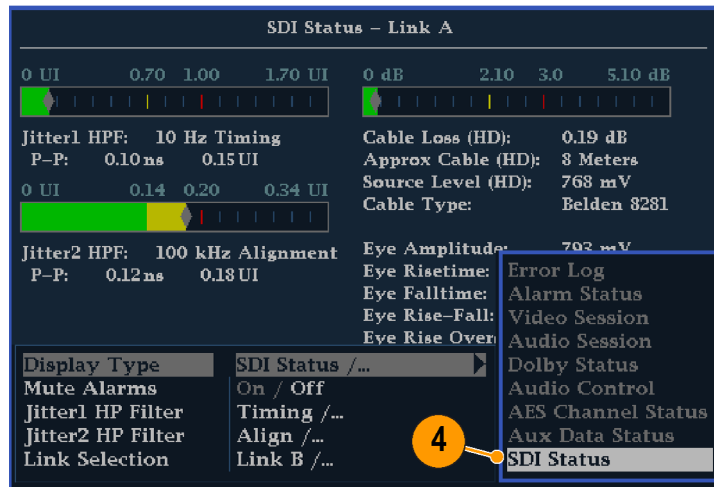 SDI Status – Link A
0 UI 0.70 1.00 1.70 UI
Jitter1 HPF: 10 Hz Timing
P–P: 0.10 ns 0.15 UI
0 UI 0.14 0.20 0.34 UI
Jitter2 HPF: 100 kHz Alignment
P–P: 0.12 ns 0.18 UI
0 dB 2.10 3.0 5.10 dB
Cable Loss (HD): 0.19 dB
Approx Cable (HD): 8 Meters
Source Level (HD): 768 mV
Cable Type: Belden 8281
Eye Amplitude: 793 mV
Eye Risetime:
Eye Falltime:
Eye Rise–Fall:
Eye Rise Over
Display Type SDI Status /...
Mute Alarms On / Off
Jitter1 HP Filter Timing /...
Jitter2 HP Filter Align /...
Link Selection Link B /...
Error Log
Alarm Status
Video Session
Audio Session
Dolby Status
Audio Control
AES Channel Status
Aux Data Status
4
SDI Status